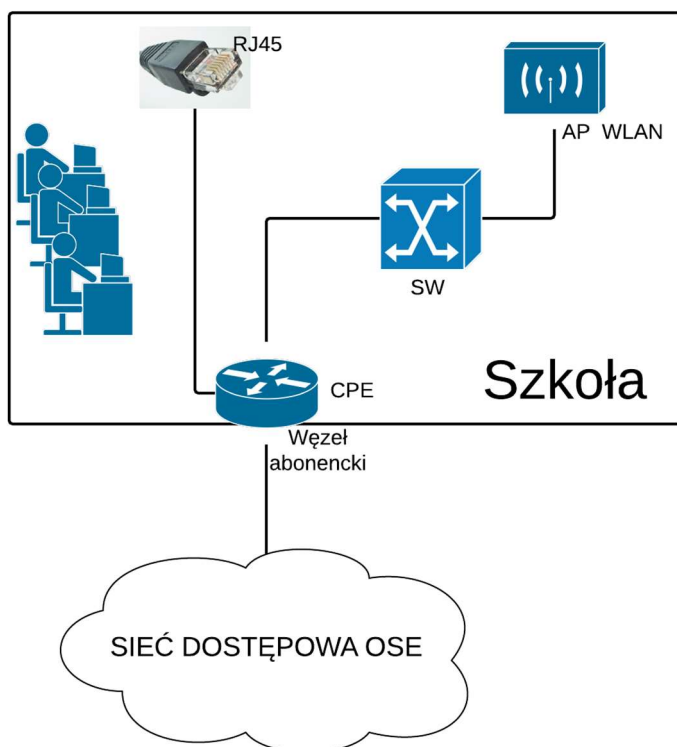 RJ45
AP WLAN
SW
CPE
Szkoła
Węzeł
abonencki
SIEĆ DOSTĘPOWA OSE